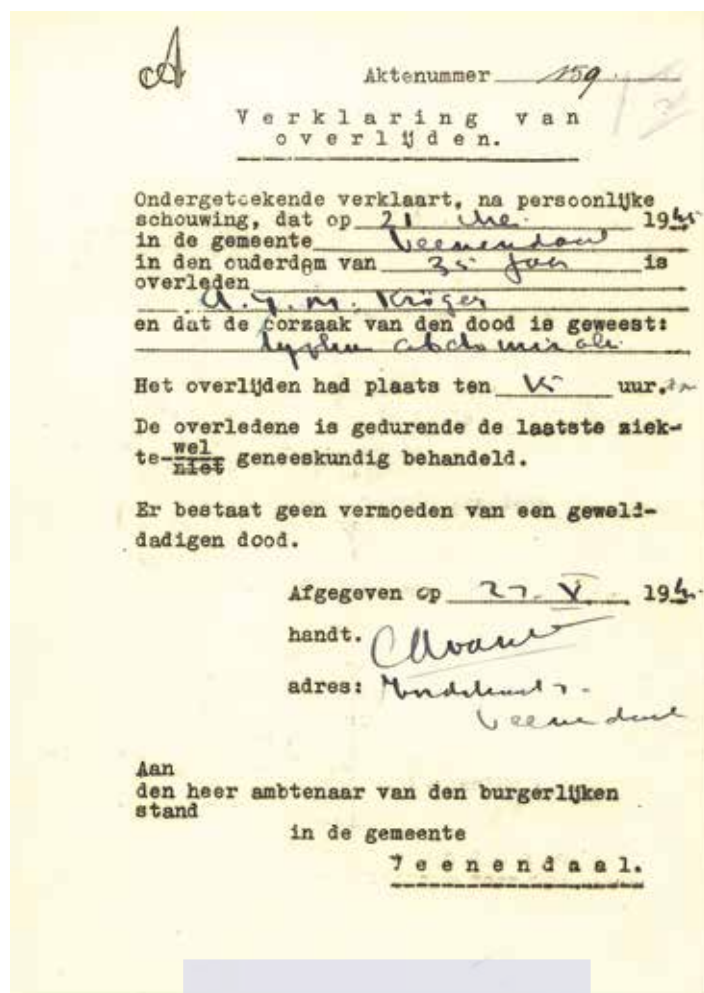 A
Aktenummer 159.
Verklaring van
overlijden.
Ondergeteekende verklaart, na persoonlijke
schouwing, dat op 21 Mei 1945
in de gemeente Veenendaal
in den ouderdom van 35 jaar is
overleden
A. J. M. Kröger
en dat de oorzaak van den dood is geweest:
typhus abdominalis
Het overlijden had plaats ten uur.
De overledene is gedurende de laatste ziek-
te- wel
niet geneeskundig behandeld.
Er bestaat geen vermoeden van een geweld-
dadigen dood.
Afgegeven op V. 1945.
handt.
adres:
Veenendaal
Aan
den heer ambtenaar van den burgerlijken
stand
in de gemeente
Veenendaal.